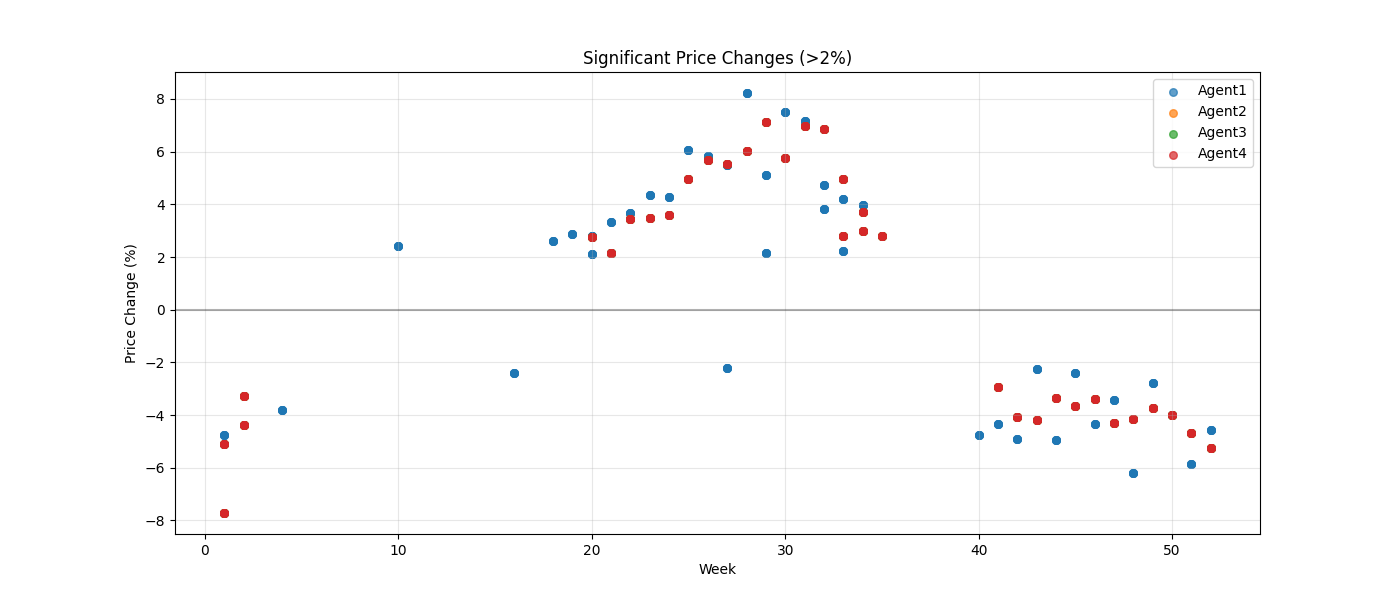 Significant Price Changes (>2%)
Agent1
Agent2
Agent3
Agent4
Price Change (%)
8
6
4
2
0
−2
−4
−6
−8
0 10 20 30 40 50
Week